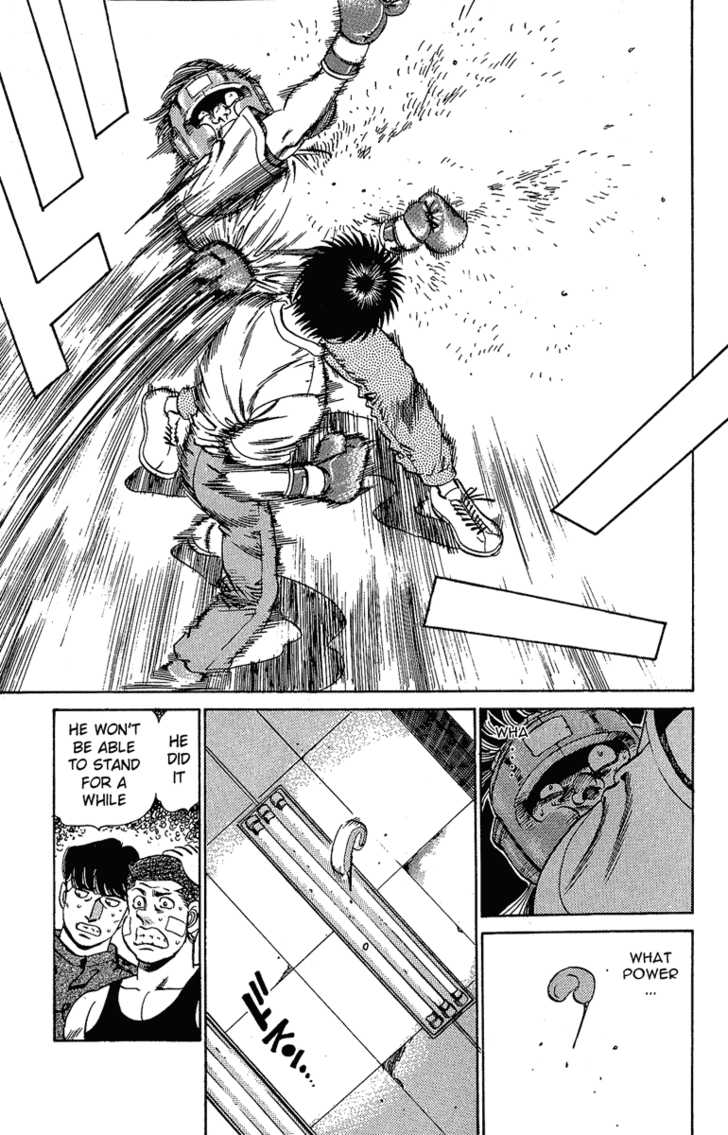 WHA
...
WHAT
POWER
...
HE
DID
IT
HE WON'T
BE ABLE
TO STAND
FOR A
WHILE